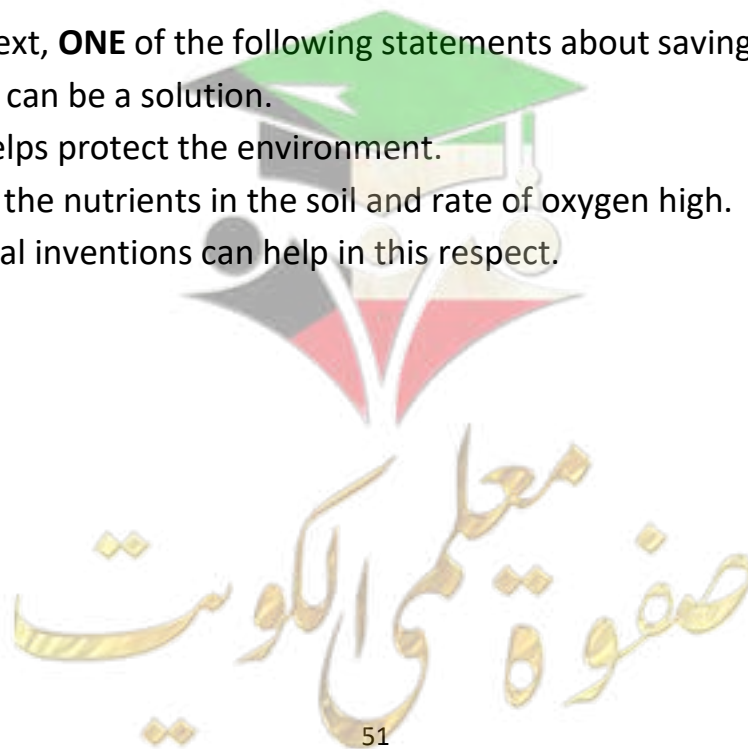 ext, ONE of the following statements about saving
can be a solution.
elps protect the environment.
the nutrients in the soil and rate of oxygen high.
al inventions can help in this respect.
صفوة معلمى الكويت
51